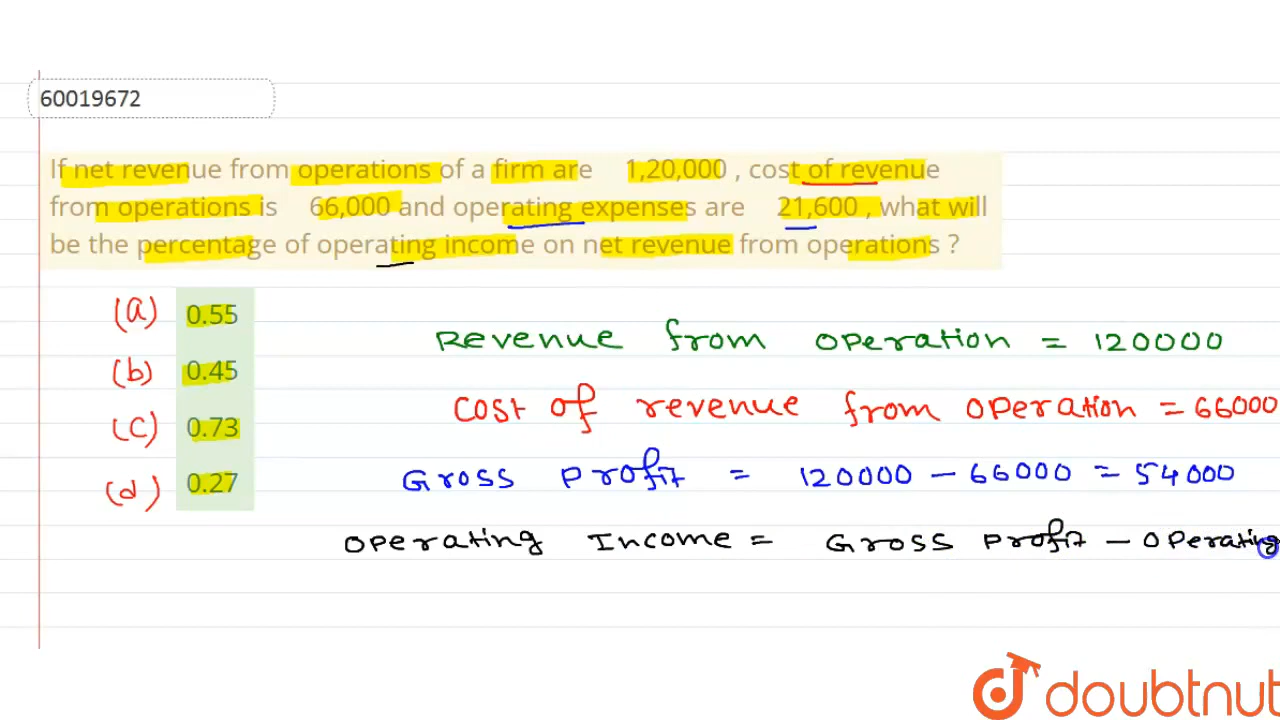 60019672
If net revenue from operations of a firm are 1,20,000 , cost of revenue
from operations is 66,000 and operating expenses are 21,600 , what will
be the percentage of operating income on net revenue from operations ?
(a) 0.55
(b) 0.45
(c) 0.73
(d) 0.27
Revenue from operation = 120000
Cost of revenue from operation = 66000
Gross Profit = 120000 - 66000 = 54000
Operating Income = Gross Profit - Operating
doubtnut